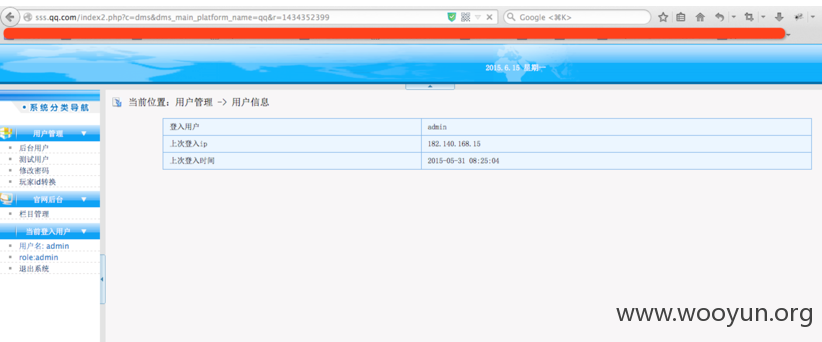 sss.qq.com/index2.php?c=dms&dms_main_platform_name=qq&r=1434352399
Google <⌘K>
2015.6.15 星期一
系统分类导航
当前位置：用户管理 -> 用户信息
登入用户 admin
上次登入ip 182.140.168.15
上次登入时间 2015-05-31 08:25:04
用户管理
后台用户
测试用户
修改密码
玩家id转换
官网后台
栏目管理
当前登入用户
用户名: admin
role:admin
退出系统
www.wooyun.org